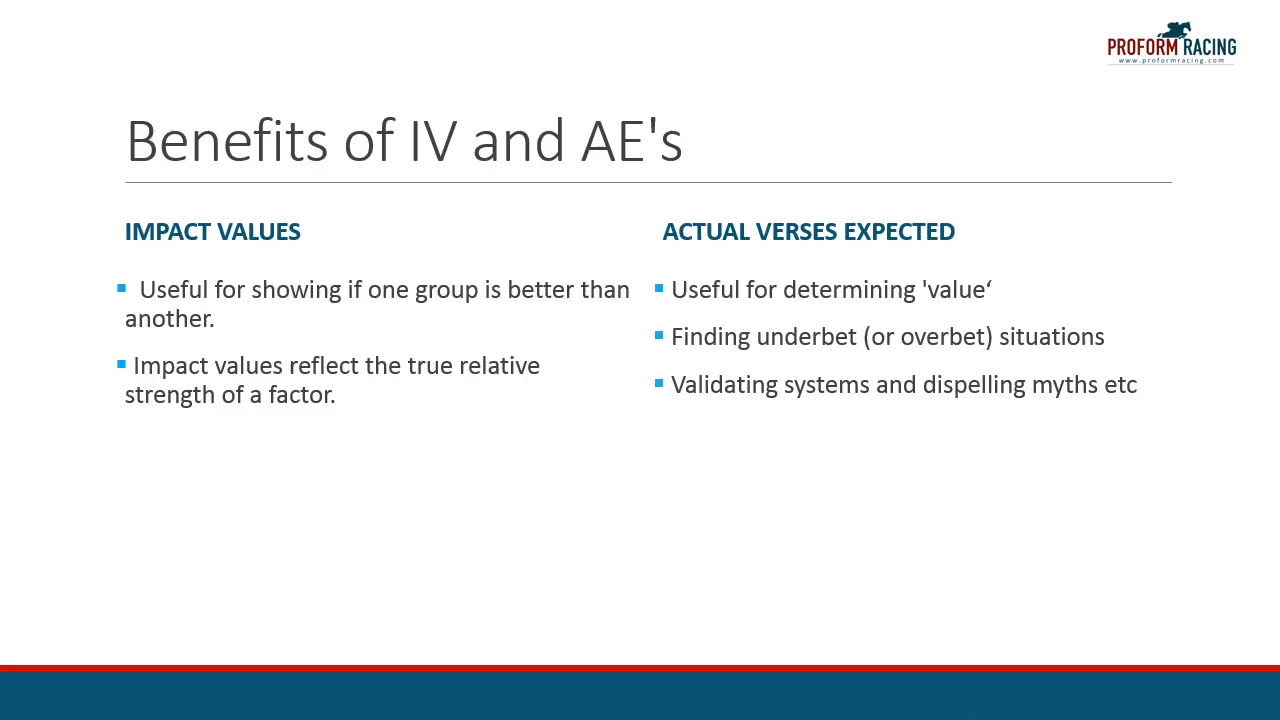 PROFORM RACING
www.proformracing.com
Benefits of IV and AE's
IMPACT VALUES
▪ Useful for showing if one group is better than
another.
▪ Impact values reflect the true relative
strength of a factor.
ACTUAL VERSES EXPECTED
▪ Useful for determining 'value‘
▪ Finding underbet (or overbet) situations
▪ Validating systems and dispelling myths etc